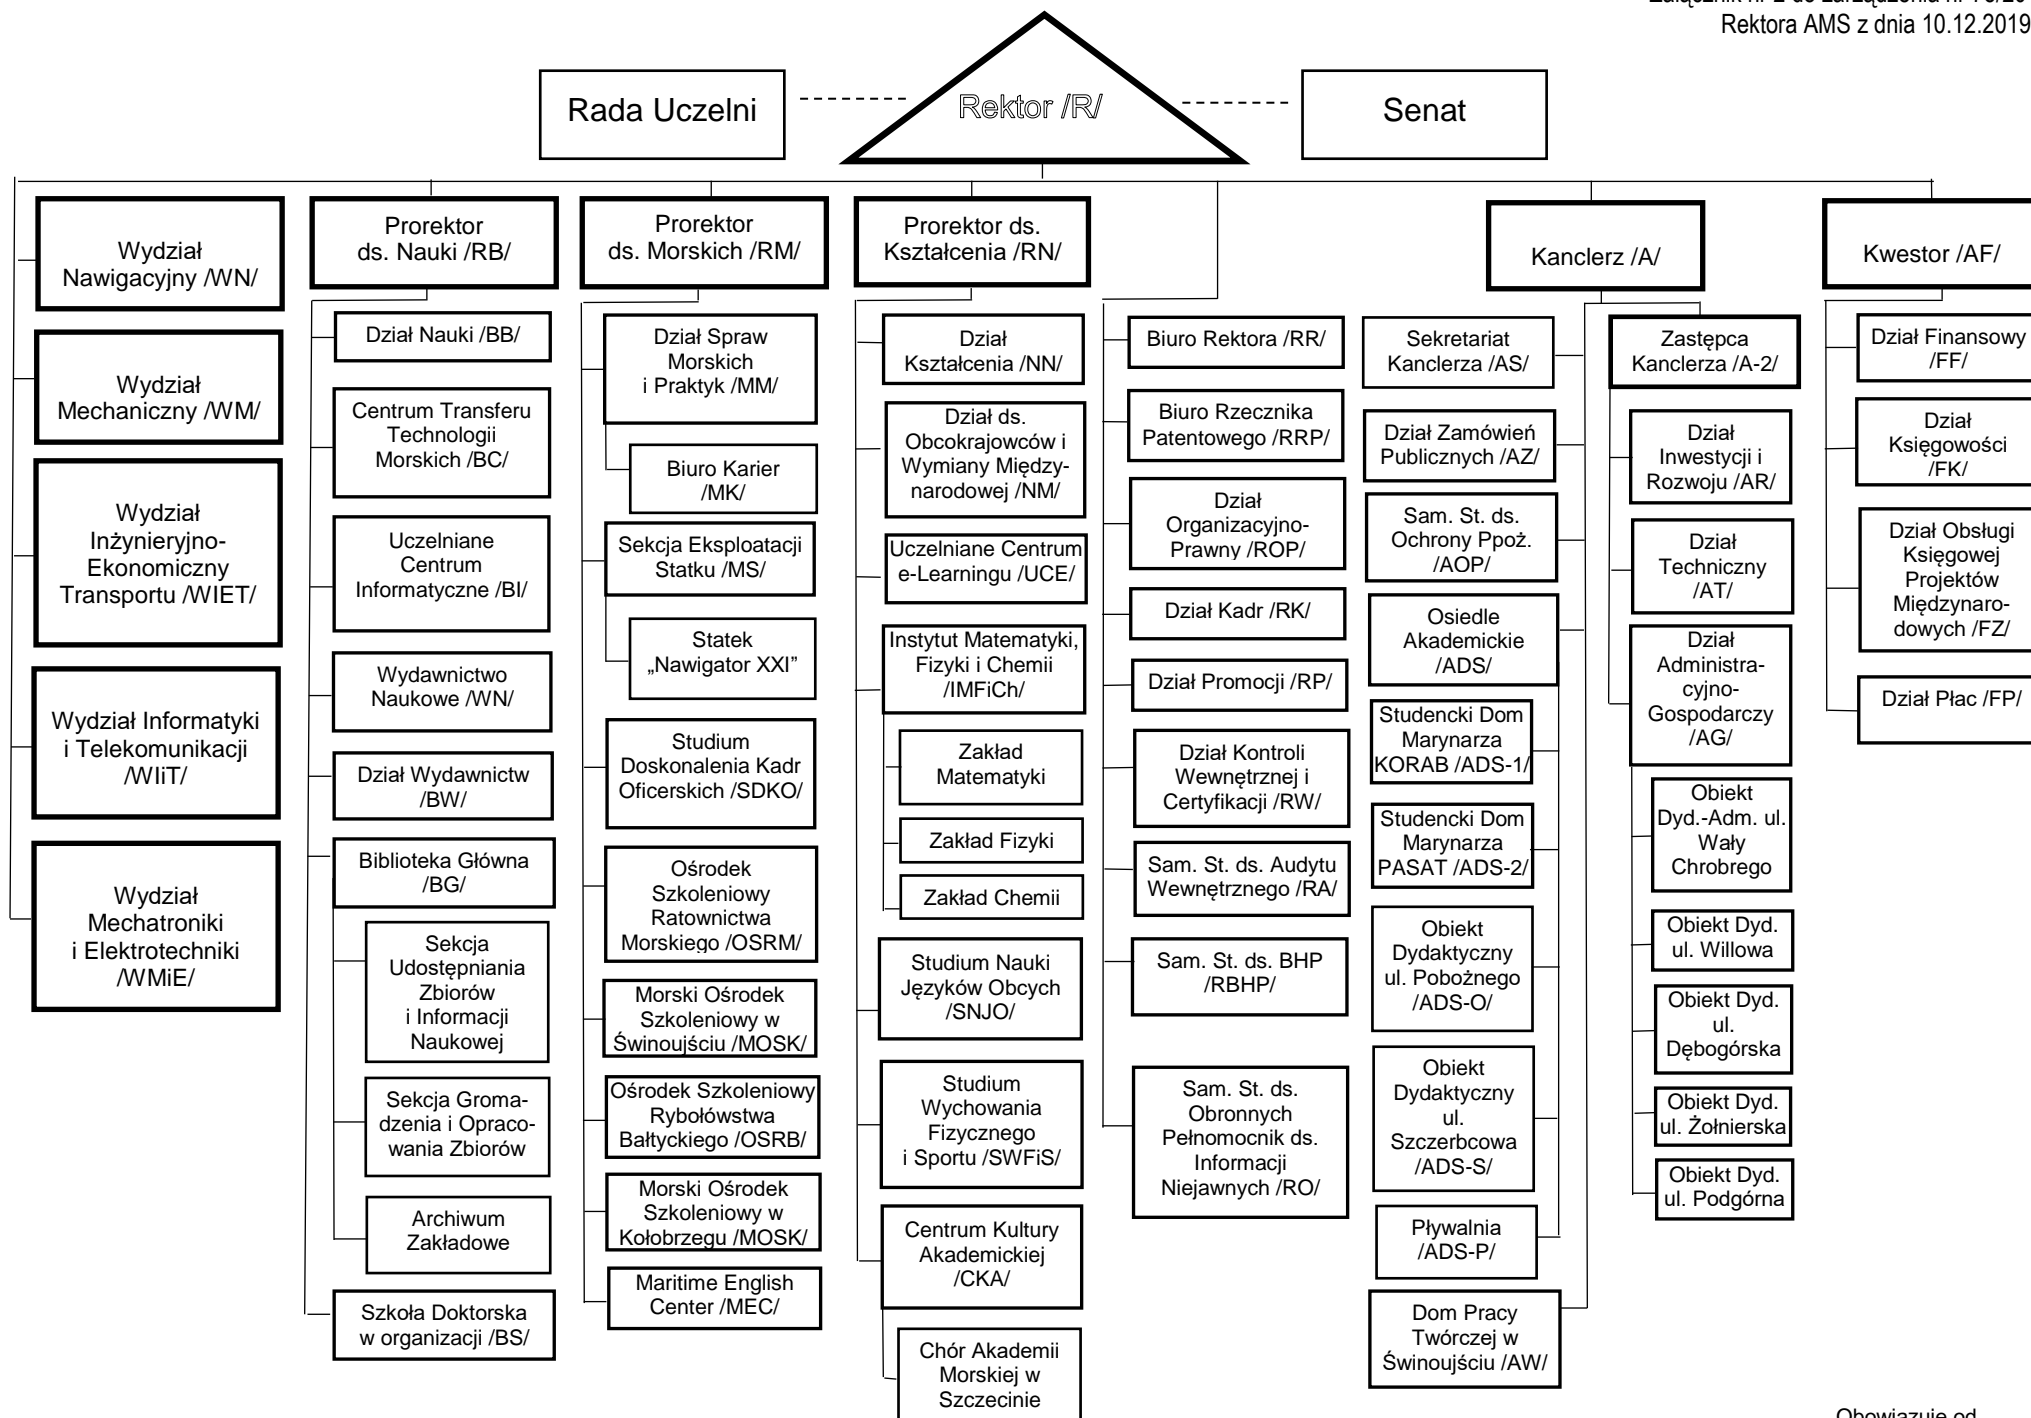 Rektora AMS z dnia 10.12.2019
Rada Uczelni
Rektor /R/
Senat
Wydział
Nawigacyjny /WN/
Wydział
Mechaniczny /WM/
Wydział
Inżynieryjno-
Ekonomiczny
Transportu /WIET/
Wydział Informatyki
i Telekomunikacji
/WIiT/
Wydział
Mechatroniki
i Elektrotechniki
/WMiE/
Prorektor
ds. Nauki /RB/
Dział Nauki /BB/
Centrum Transferu
Technologii
Morskich /BC/
Uczelniane
Centrum
Informatyczne /BI/
Wydawnictwo
Naukowe /WN/
Dział Wydawnictw
/BW/
Biblioteka Główna
/BG/
Sekcja
Udostępniania
Zbiorów
i Informacji
Naukowej
Sekcja Groma-
dzenia i Opraco-
wania Zbiorów
Archiwum
Zakładowe
Szkoła Doktorska
w organizacji /BS/
Prorektor
ds. Morskich /RM/
Dział Spraw
Morskich
i Praktyk /MM/
Biuro Karier
/MK/
Sekcja Eksploatacji
Statku /MS/
Statek
„Nawigator XXI”
Studium
Doskonalenia Kadr
Oficerskich /SDKO/
Ośrodek
Szkoleniowy
Ratownictwa
Morskiego /OSRM/
Morski Ośrodek
Szkoleniowy w
Świnoujściu /MOSK/
Ośrodek Szkoleniowy
Rybołówstwa
Bałtyckiego /OSRB/
Morski Ośrodek
Szkoleniowy w
Kołobrzegu /MOSK/
Maritime English
Center /MEC/
Prorektor ds.
Kształcenia /RN/
Dział
Kształcenia /NN/
Dział ds.
Obcokrajowców i
Wymiany Między-
narodowej /NM/
Uczelniane Centrum
e-Learningu /UCE/
Instytut Matematyki,
Fizyki i Chemii
/IMFiCh/
Zakład
Matematyki
Zakład Fizyki
Zakład Chemii
Studium Nauki
Języków Obcych
/SNJO/
Studium
Wychowania
Fizycznego
i Sportu /SWFiS/
Centrum Kultury
Akademickiej
/CKA/
Chór Akademii
Morskiej w
Szczecinie
Biuro Rektora /RR/
Biuro Rzecznika
Patentowego /RRP/
Dział
Organizacyjno-
Prawny /ROP/
Dział Kadr /RK/
Dział Promocji /RP/
Dział Kontroli
Wewnętrznej i
Certyfikacji /RW/
Sam. St. ds. Audytu
Wewnętrznego /RA/
Sam. St. ds. BHP
/RBHP/
Sam. St. ds.
Obronnych
Pełnomocnik ds.
Informacji
Niejawnych /RO/
Kanclerz /A/
Sekretariat
Kanclerza /AS/
Dział Zamówień
Publicznych /AZ/
Sam. St. ds.
Ochrony Ppoż.
/AOP/
Osiedle
Akademickie
/ADS/
Studencki Dom
Marynarza
KORAB /ADS-1/
Studencki Dom
Marynarza
PASAT /ADS-2/
Obiekt
Dydaktyczny
ul. Pobożnego
/ADS-O/
Obiekt
Dydaktyczny
ul.
Szczerbcowa
/ADS-S/
Pływalnia
/ADS-P/
Dom Pracy
Twórczej w
Świnoujściu /AW/
Zastępca
Kanclerza /A-2/
Dział
Inwestycji i
Rozwoju /AR/
Dział
Techniczny
/AT/
Dział
Administra-
cyjno-
Gospodarczy
/AG/
Obiekt
Dyd.-Adm. ul.
Wały
Chrobrego
Obiekt Dyd.
ul. Willowa
Obiekt Dyd.
ul.
Dębogórska
Obiekt Dyd.
ul. Żołnierska
Obiekt Dyd.
ul. Podgórna
Kwestor /AF/
Dział Finansowy
/FF/
Dział
Księgowości
/FK/
Dział Obsługi
Księgowej
Projektów
Międzynaro-
dowych /FZ/
Dział Płac /FP/
Obowiązuje od